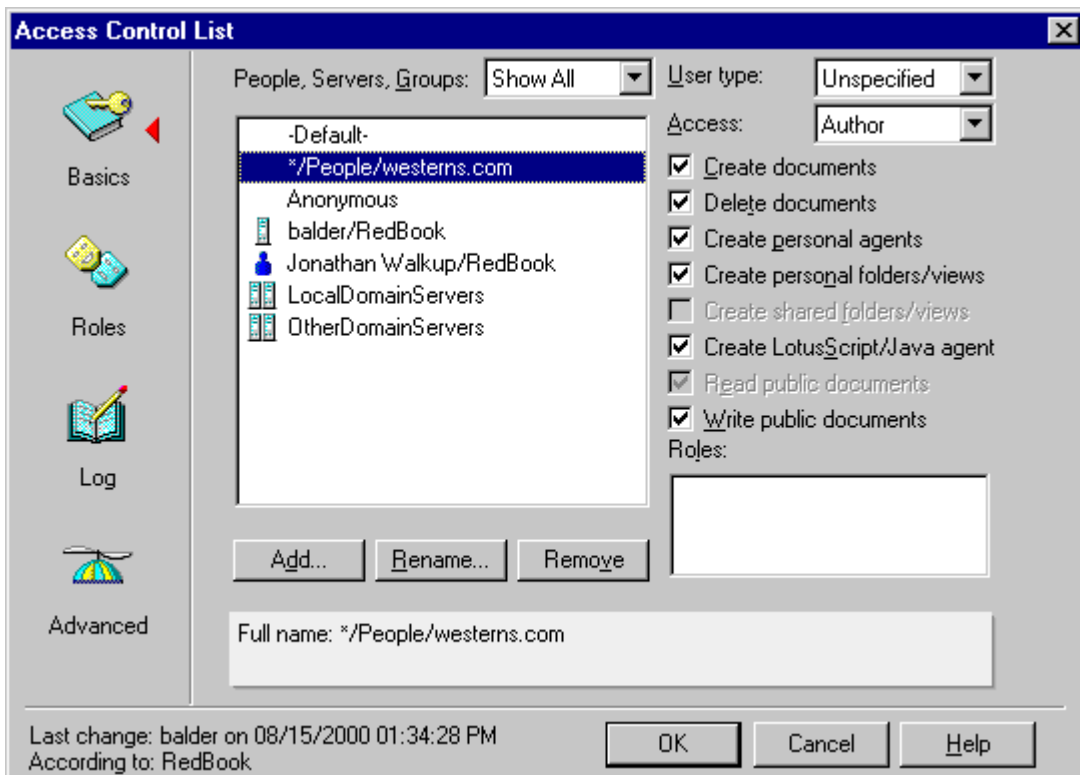 Access Control List
Basics
Roles
Log
Advanced
People, Servers, Groups: Show All
-Default-
*/People/westerns.com
Anonymous
balder/RedBook
Jonathan Walkup/RedBook
LocalDomainServers
OtherDomainServers
Add... Rename... Remove
User type: Unspecified
Access: Author
Create documents
Delete documents
Create personal agents
Create personal folders/views
Create shared folders/views
Create LotusScript/Java agent
Read public documents
Write public documents
Roles:
Full name: */People/westerns.com
Last change: balder on 08/15/2000 01:34:28 PM
According to: RedBook
OK Cancel Help